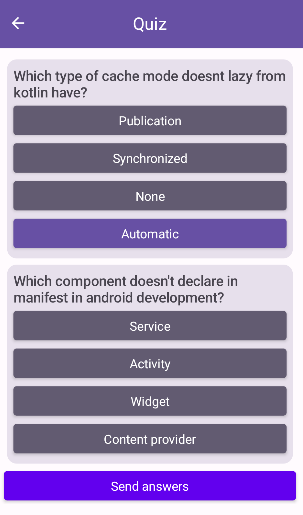 Quiz
Which type of cache mode doesnt lazy from
kotlin have?
Publication
Synchronized
None
Automatic
Which component doesn't declare in
manifest in android development?
Service
Activity
Widget
Content provider
Send answers